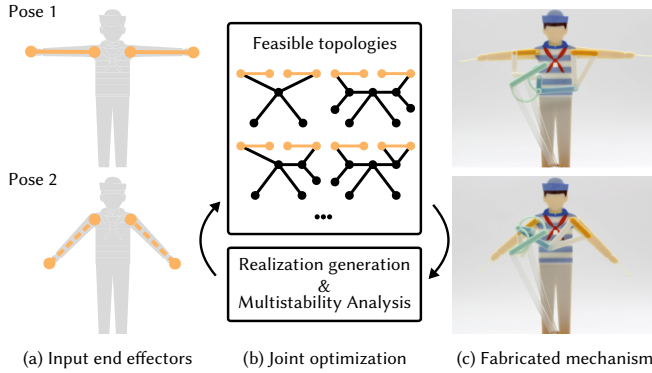 Pose 1
Pose 2
Feasible topologies
...
Realization generation
&
Multistability Analysis
(a) Input end effectors
(b) Joint optimization
(c) Fabricated mechanism